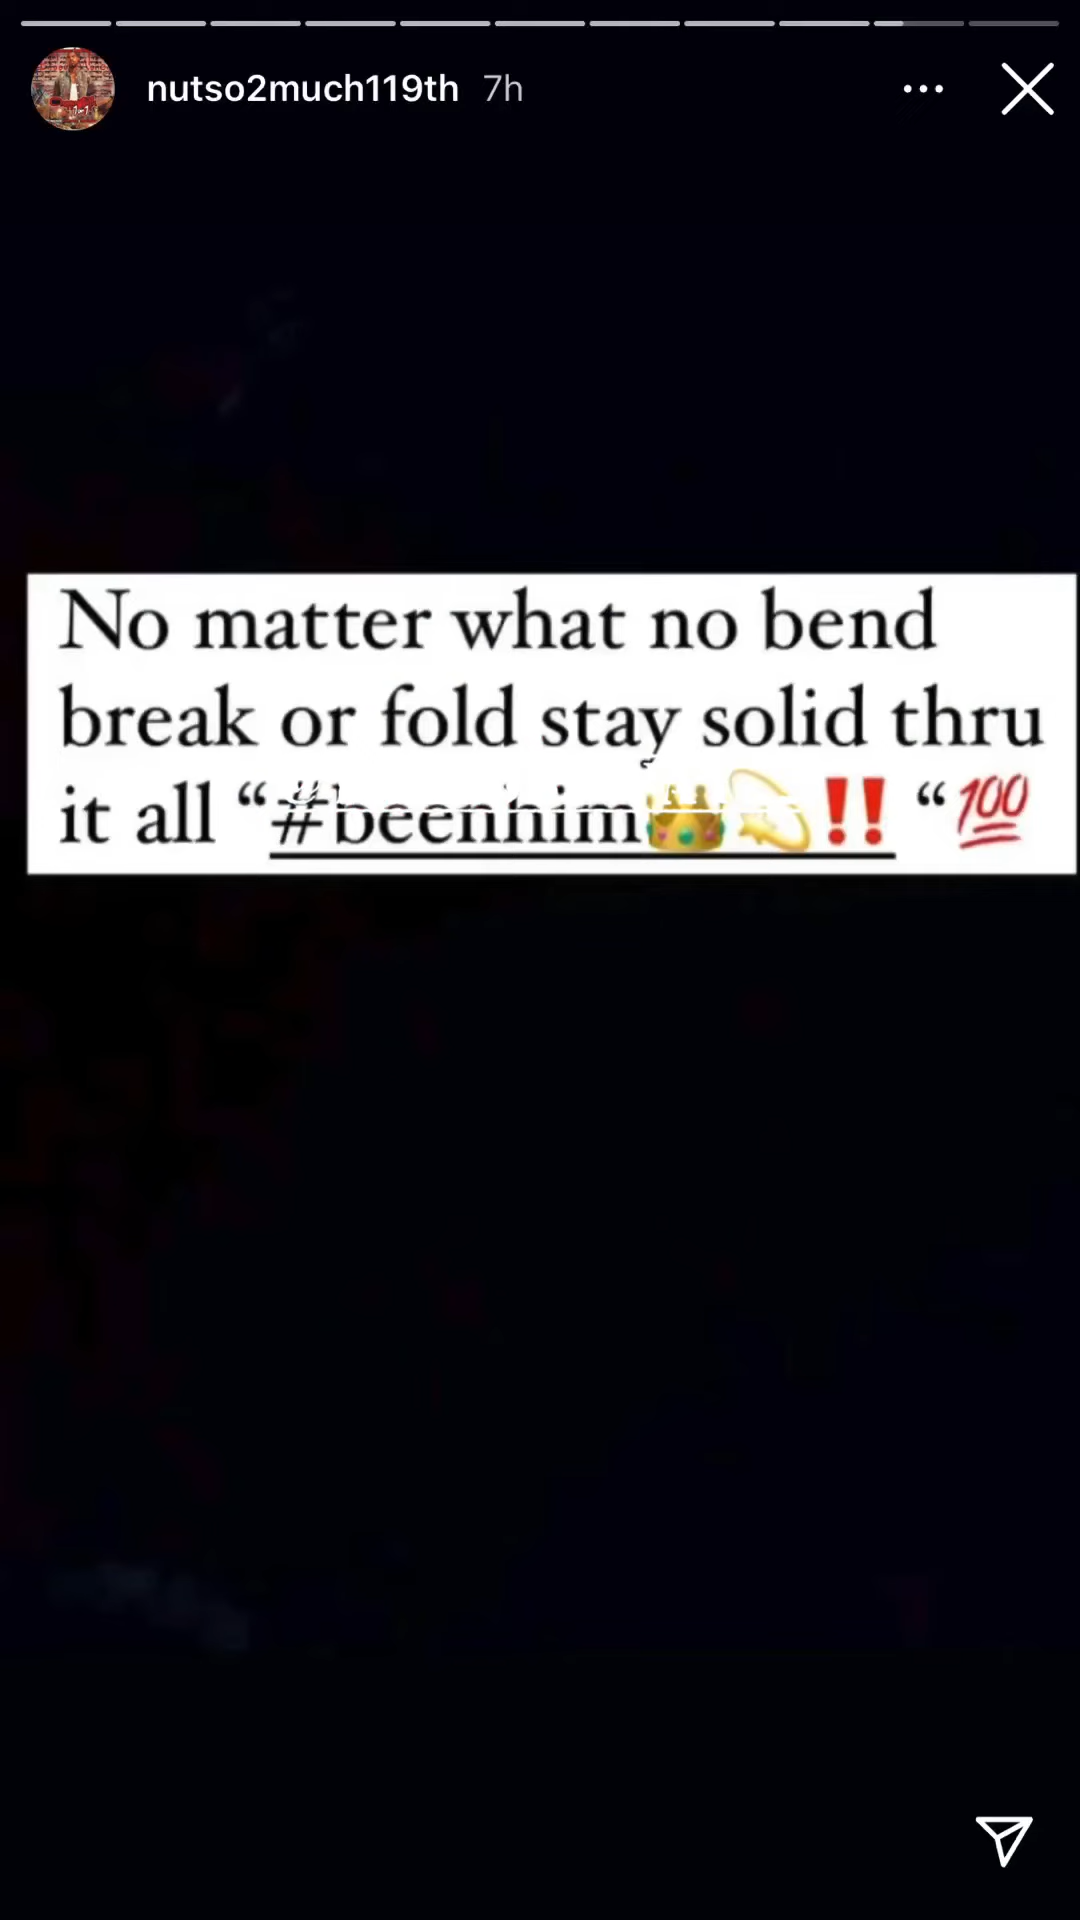 nutso2much119th 7h
No matter what no bend
break or fold stay solid thru
it all “#beenhim👑💫‼️ “💯